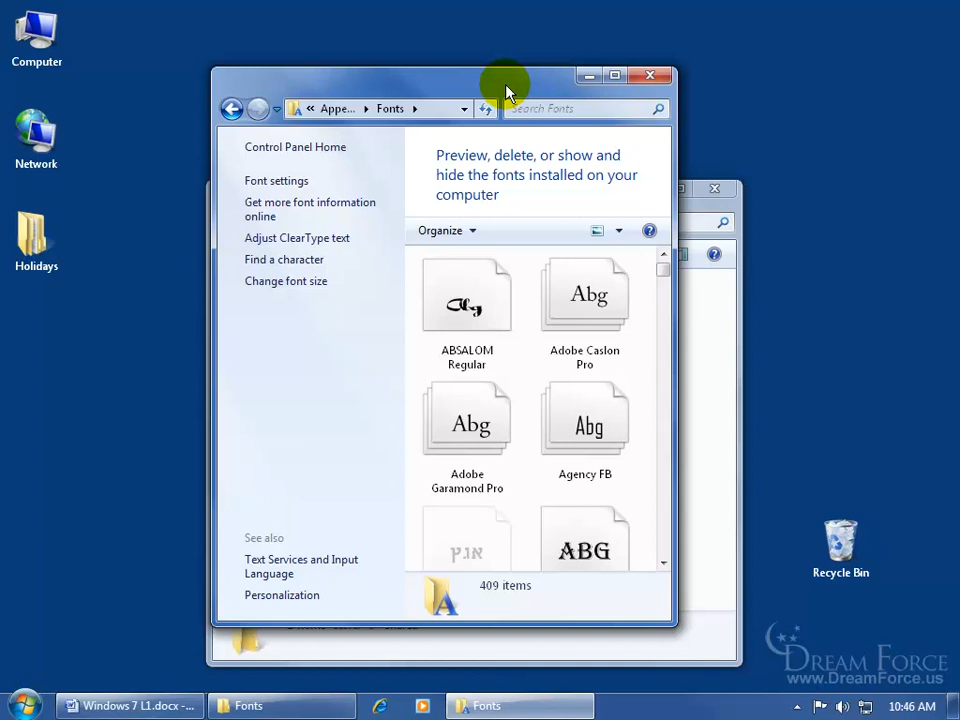 Computer
Network
Holidays
« Appe... Fonts
Search Fonts
Control Panel Home
Font settings
Get more font information
online
Adjust ClearType text
Find a character
Change font size
See also
Text Services and Input
Language
Personalization
Preview, delete, or show and
hide the fonts installed on your
computer
Organize
Abg
ABSALOM
Regular
Abg
Adobe Caslon
Pro
Abg
Adobe
Garamond Pro
Abg
Agency FB
אנץ
ABG
409 items
Recycle Bin
DREAM FORCE
www.DreamForce.us
Windows 7 L1.docx -...
Fonts
Fonts
10:46 AM